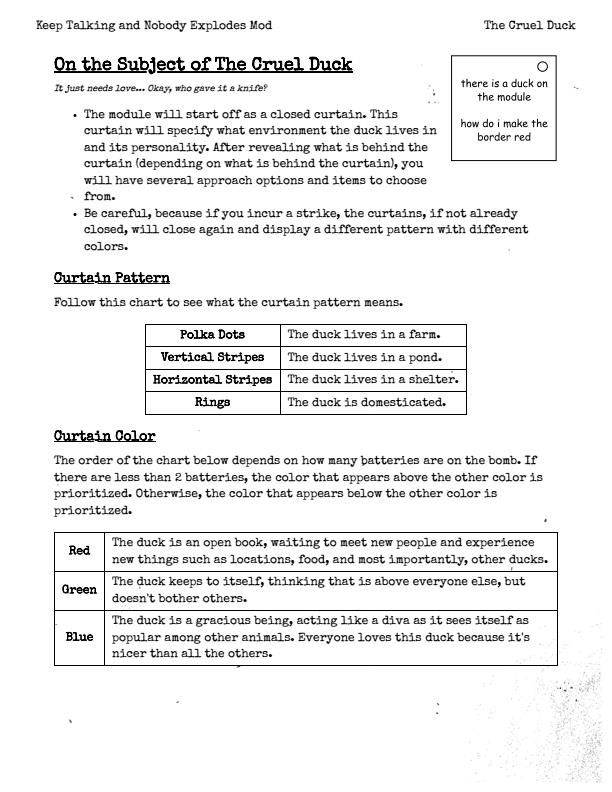 Keep Talking and Nobody Explodes Mod
The Cruel Duck
On the Subject of The Cruel Duck
It just needs love... Okay, who gave it a knife?
there is a duck on
the module
how do i make the
border red
• The module will start off as a closed curtain. This
curtain will specify what environment the duck lives in
and its personality. After revealing what is behind the
curtain (depending on what is behind the curtain), you
will have several approach options and items to choose
from.
• Be careful, because if you incur a strike, the curtains, if not already
closed, will close again and display a different pattern with different
colors.
Curtain Pattern
Follow this chart to see what the curtain pattern means.
Polka Dots The duck lives in a farm.
Vertical Stripes The duck lives in a pond.
Horizontal Stripes The duck lives in a shelter.
Rings The duck is domesticated.
Curtain Color
The order of the chart below depends on how many batteries are on the bomb. If
there are less than 2 batteries, the color that appears above the other color is
prioritized. Otherwise, the color that appears below the other color is
prioritized.
Red
The duck is an open book, waiting to meet new people and experience
new things such as locations, food, and most importantly, other ducks.
Green
The duck keeps to itself, thinking that is above everyone else, but
doesn't bother others.
Blue
The duck is a gracious being, acting like a diva as it sees itself as
popular among other animals. Everyone loves this duck because it's
nicer than all the others.